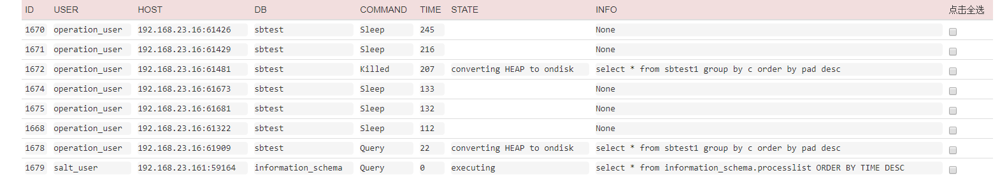 ID USER HOST DB COMMAND TIME STATE INFO 点击全选
1670 operation_user 192.168.23.16:61426 sbtest Sleep 245 None
1671 operation_user 192.168.23.16:61429 sbtest Sleep 216 None
1672 operation_user 192.168.23.16:61481 sbtest Killed 207 converting HEAP to ondisk select * from sbtest1 group by c order by pad desc
1674 operation_user 192.168.23.16:61673 sbtest Sleep 133 None
1675 operation_user 192.168.23.16:61681 sbtest Sleep 132 None
1668 operation_user 192.168.23.16:61322 sbtest Sleep 112 None
1678 operation_user 192.168.23.16:61909 sbtest Query 22 converting HEAP to ondisk select * from sbtest1 group by c order by pad desc
1679 salt_user 192.168.23.161:59164 information_schema Query 0 executing select * from information_schema.processlist ORDER BY TIME DESC